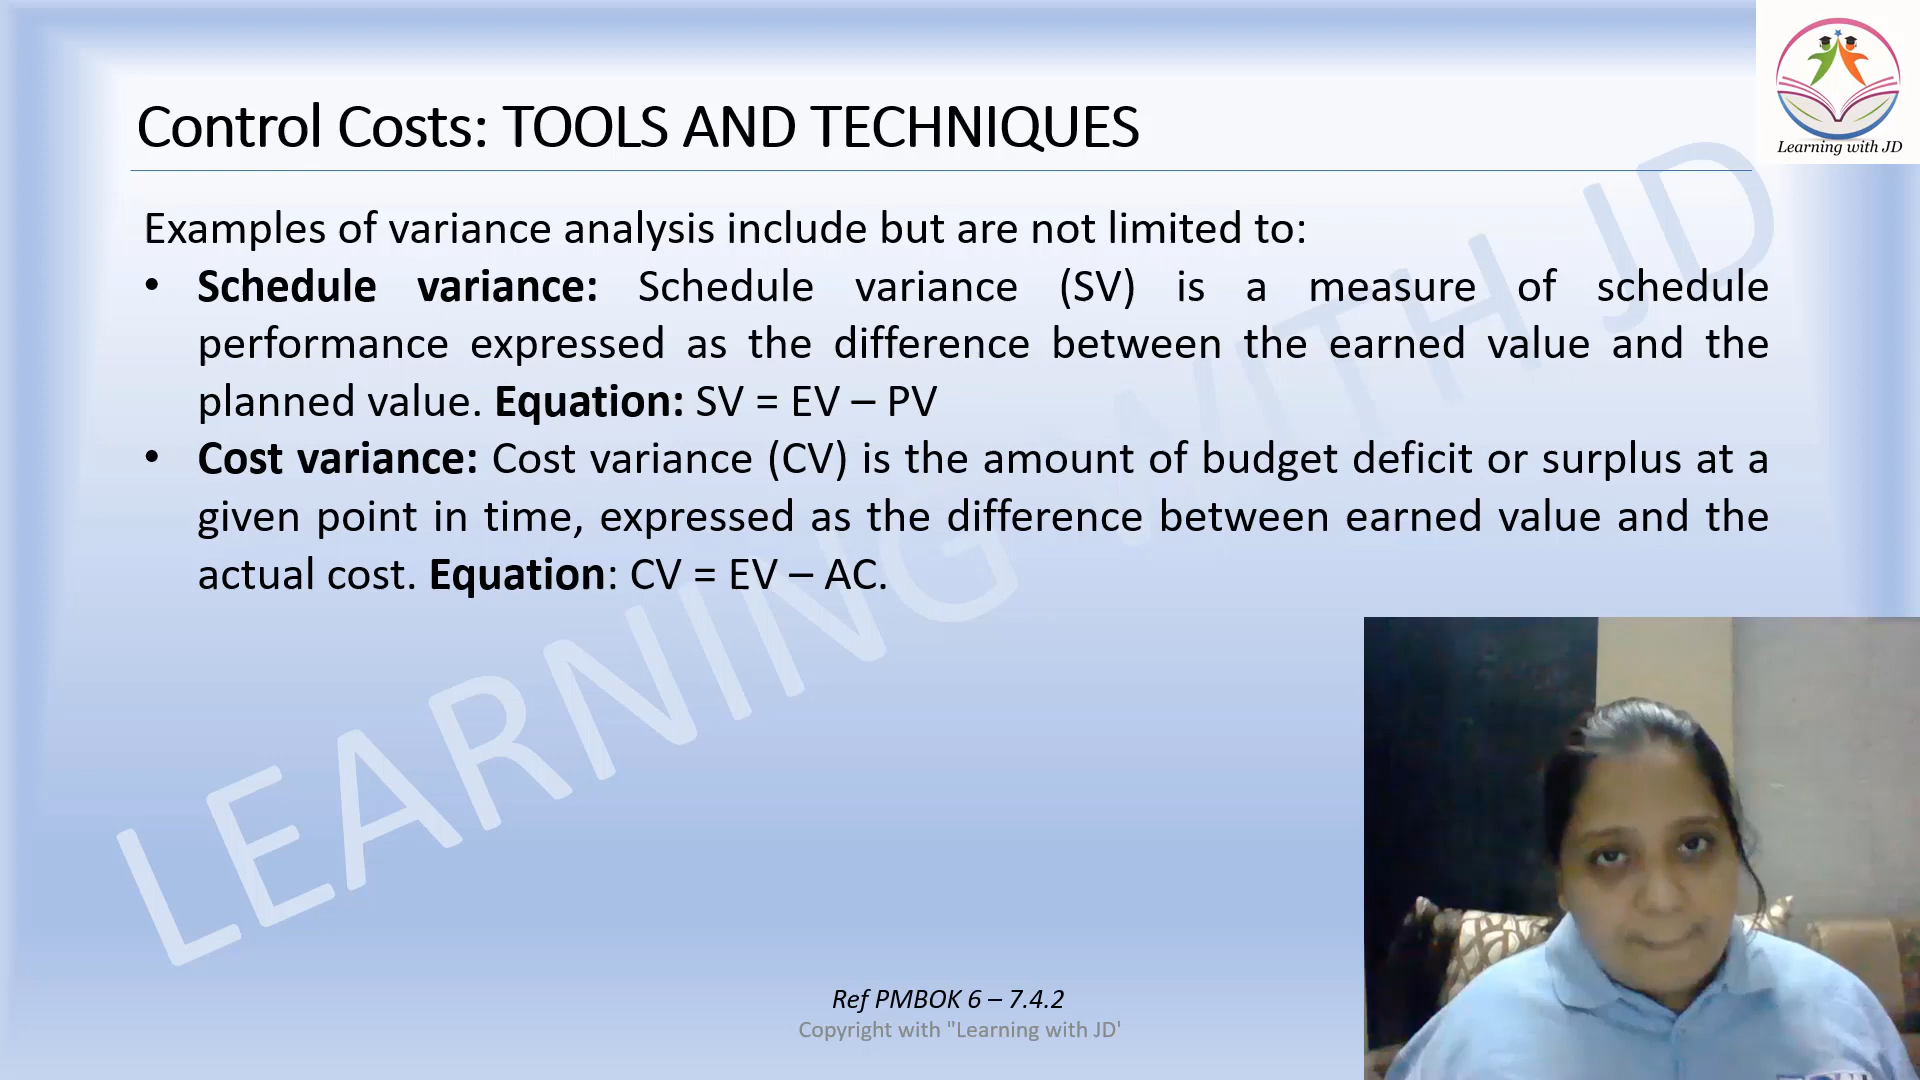 Control Costs: TOOLS AND TECHNIQUES
Learning with JD
Examples of variance analysis include but are not limited to:
• Schedule variance: Schedule variance (SV) is a measure of schedule
performance expressed as the difference between the earned value and the
planned value. Equation: SV = EV – PV
• Cost variance: Cost variance (CV) is the amount of budget deficit or surplus at a
given point in time, expressed as the difference between earned value and the
actual cost. Equation: CV = EV – AC.
LEARNING WITH JD
Ref PMBOK 6 – 7.4.2
Copyright with "Learning with JD'